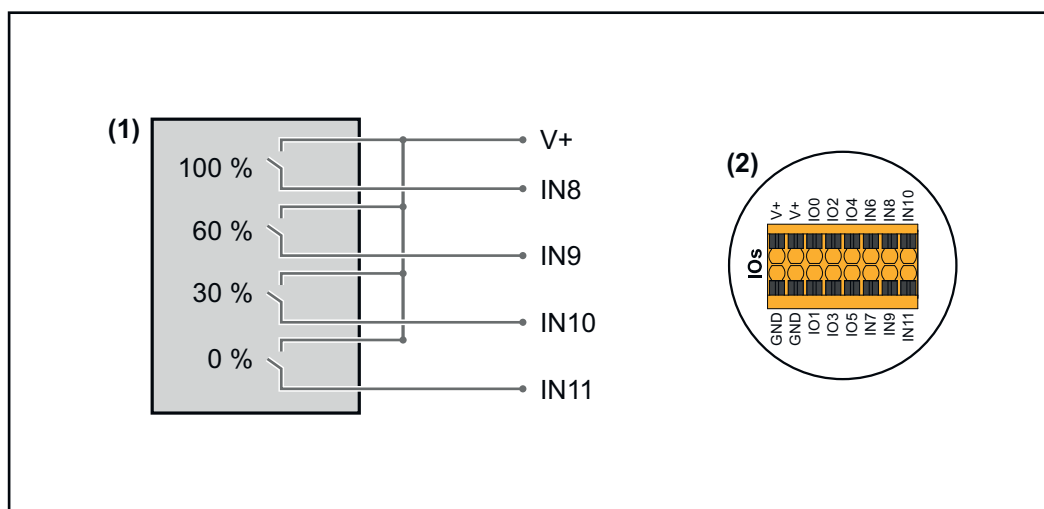 (1)
100 %
60 %
30 %
0 %
V+
IN8
IN9
IN10
IN11
(2)
IOs
V+
V+
IO0
IO2
IO4
IN6
IN8
IN10
GND
GND
IO1
IO3
IO5
IN7
IN9
IN11